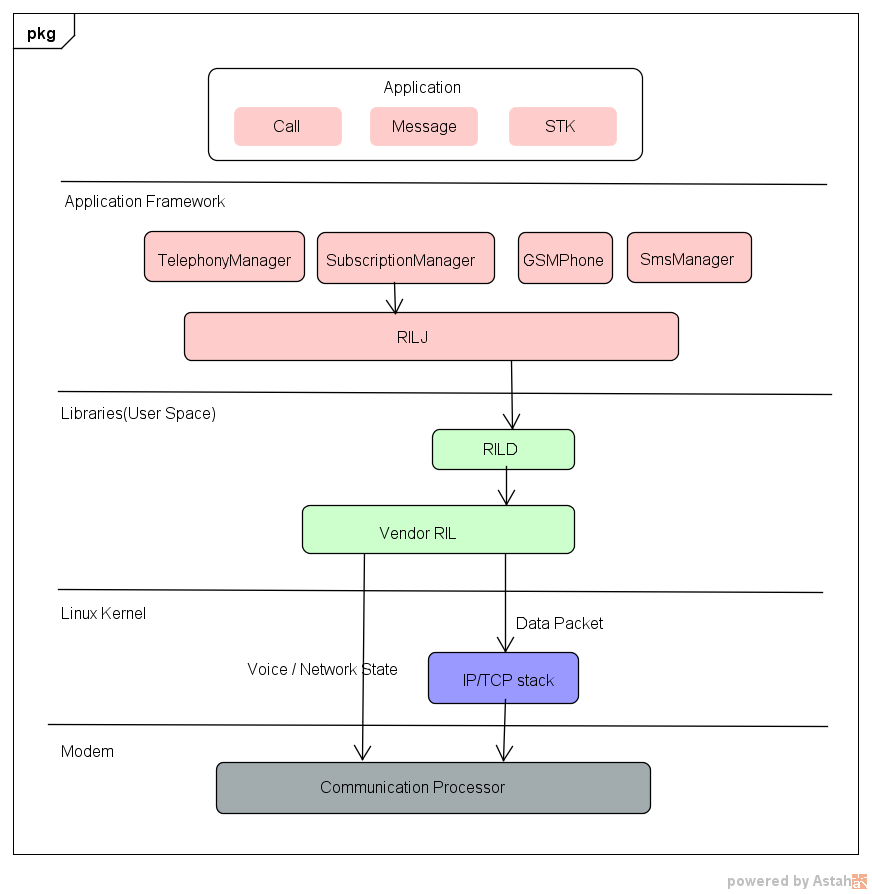 pkg
Application
Call
Message
STK
Application Framework
TelephonyManager
SubscriptionManager
GSMPhone
SmsManager
RILJ
Libraries(User Space)
RILD
Vendor RIL
Linux Kernel
Data Packet
Voice / Network State
IP/TCP stack
Modem
Communication Processor
powered by Astah